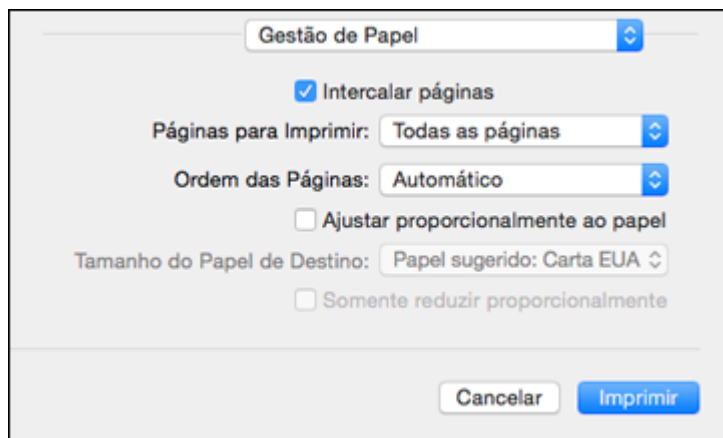 Gestão de Papel
Intercalar páginas
Páginas para Imprimir: Todas as páginas
Ordem das Páginas: Automático
Ajustar proporcionalmente ao papel
Tamanho do Papel de Destino: Papel sugerido: Carta EUA
Somente reduzir proporcionalmente
Cancelar Imprimir